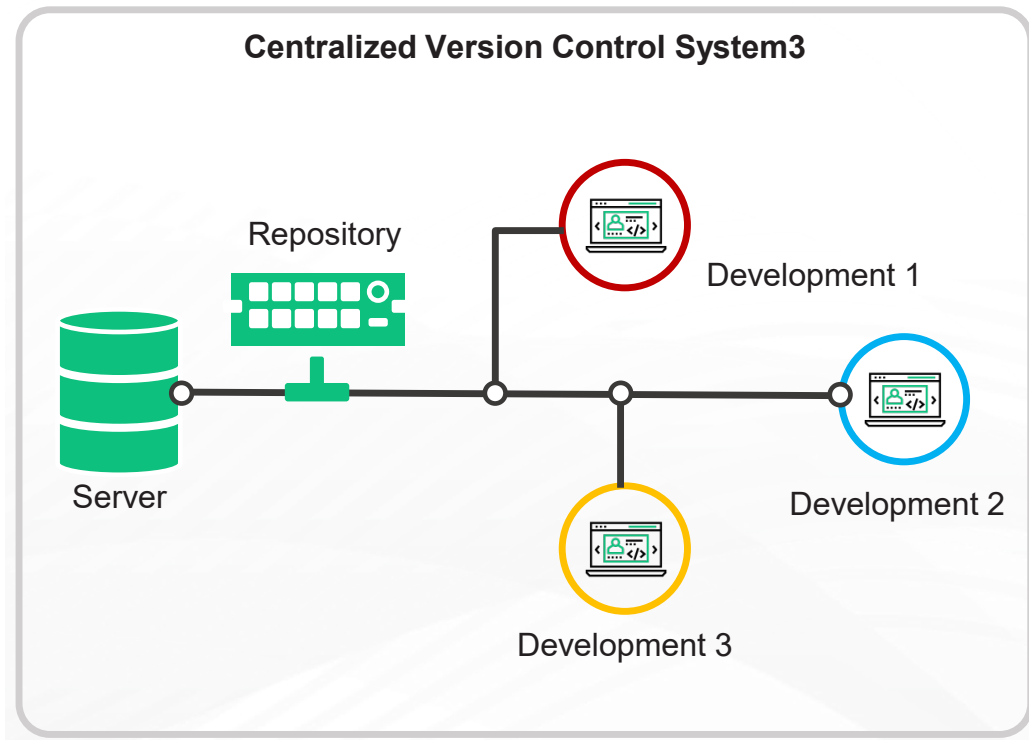 Centralized Version Control System3
Repository
Development 1
Server
Development 2
Development 3